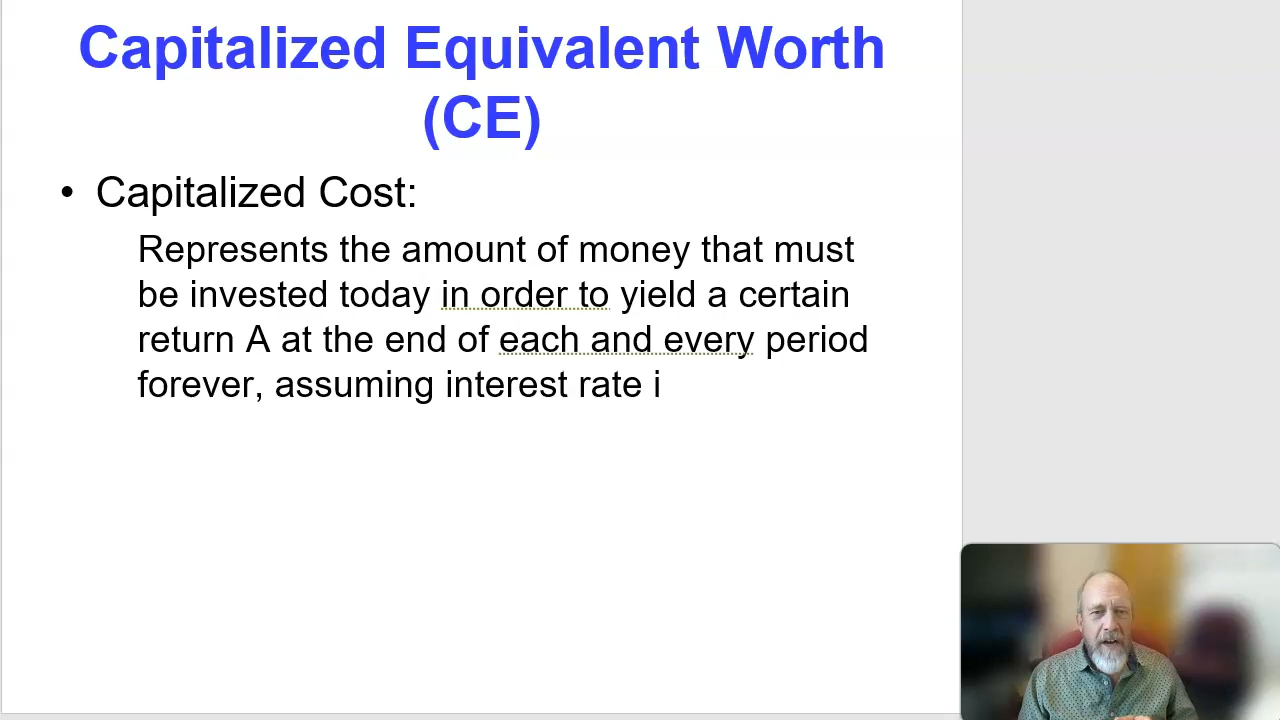 Capitalized Equivalent Worth
(CE)
• Capitalized Cost:
Represents the amount of money that must
be invested today in order to yield a certain
return A at the end of each and every period
forever, assuming interest rate i